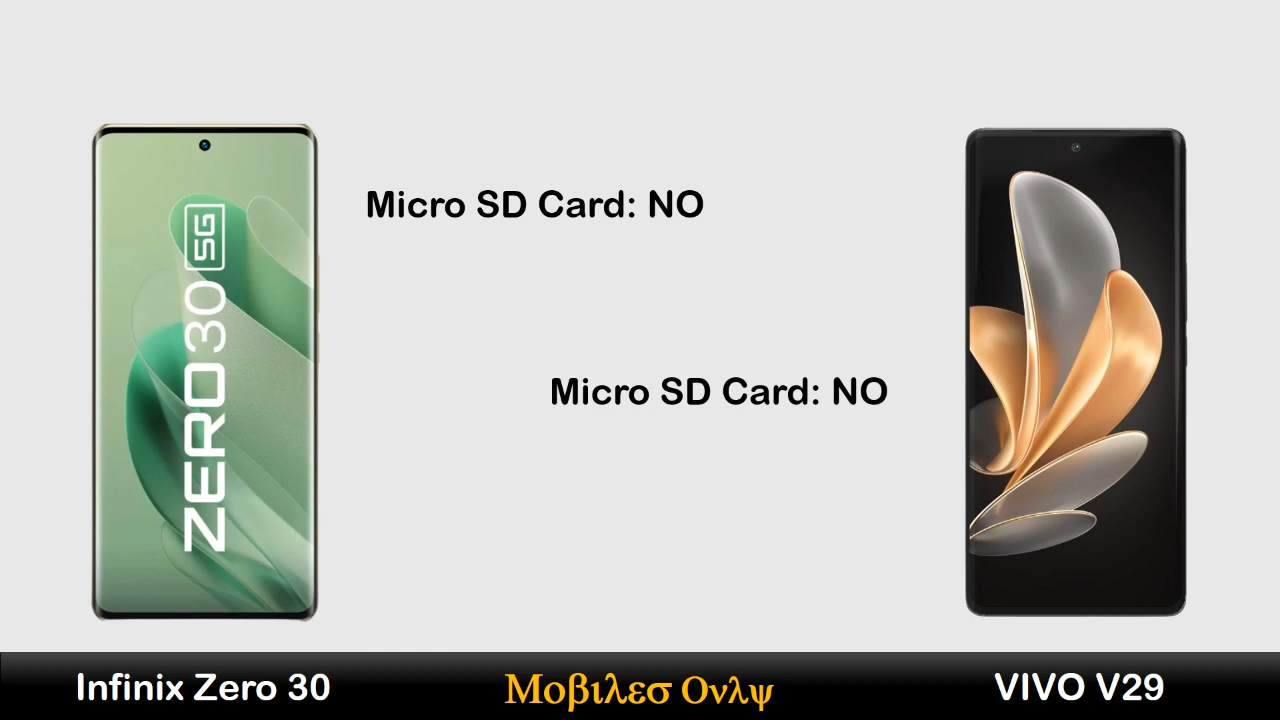 ZERO 30 5G
Micro SD Card: NO
Micro SD Card: NO
Infinix Zero 30
Μοβιλεσ Ονλψ
VIVO V29